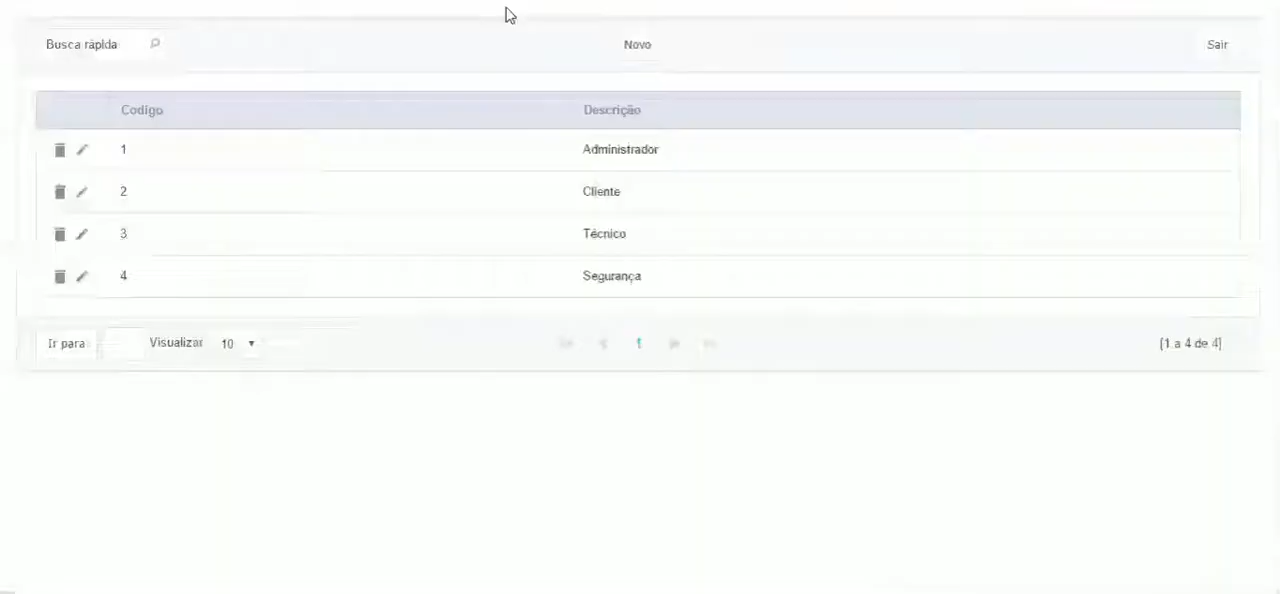 Busca rápida Novo Sair
Codigo Descrição
1 Administrador
2 Cliente
3 Técnico
4 Segurança
Ir para Visualizar 10 1 [1 a 4 de 4]